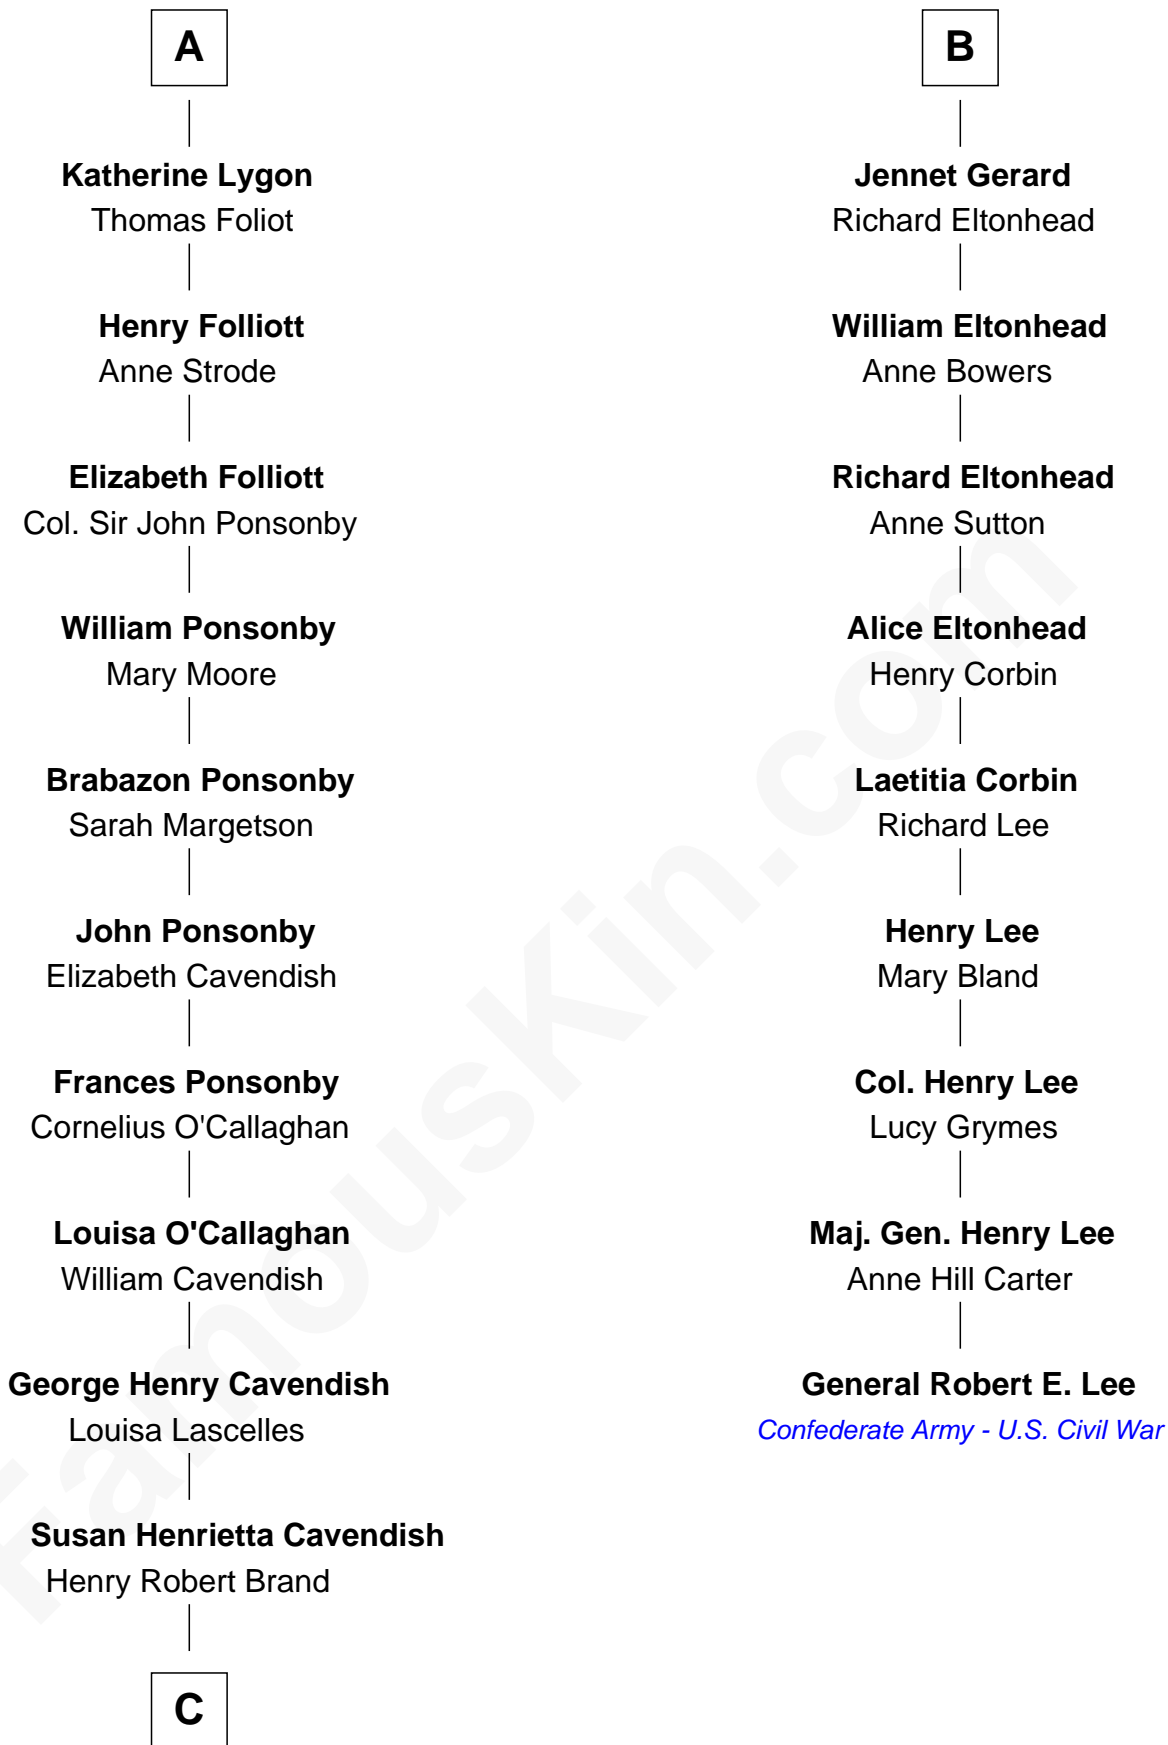 A
Katherine Lygon
Thomas Foliot
Henry Folliott
Anne Strode
Elizabeth Folliott
Col. Sir John Ponsonby
William Ponsonby
Mary Moore
Brabazon Ponsonby
Sarah Margetson
John Ponsonby
Elizabeth Cavendish
Frances Ponsonby
Cornelius O'Callaghan
Louisa O'Callaghan
William Cavendish
George Henry Cavendish
Louisa Lascelles
Susan Henrietta Cavendish
Henry Robert Brand
C
B
Jennet Gerard
Richard Eltonhead
William Eltonhead
Anne Bowers
Richard Eltonhead
Anne Sutton
Alice Eltonhead
Henry Corbin
Laetitia Corbin
Richard Lee
Henry Lee
Mary Bland
Col. Henry Lee
Lucy Grymes
Maj. Gen. Henry Lee
Anne Hill Carter
General Robert E. Lee
Confederate Army - U.S. Civil War
FamousKin.com